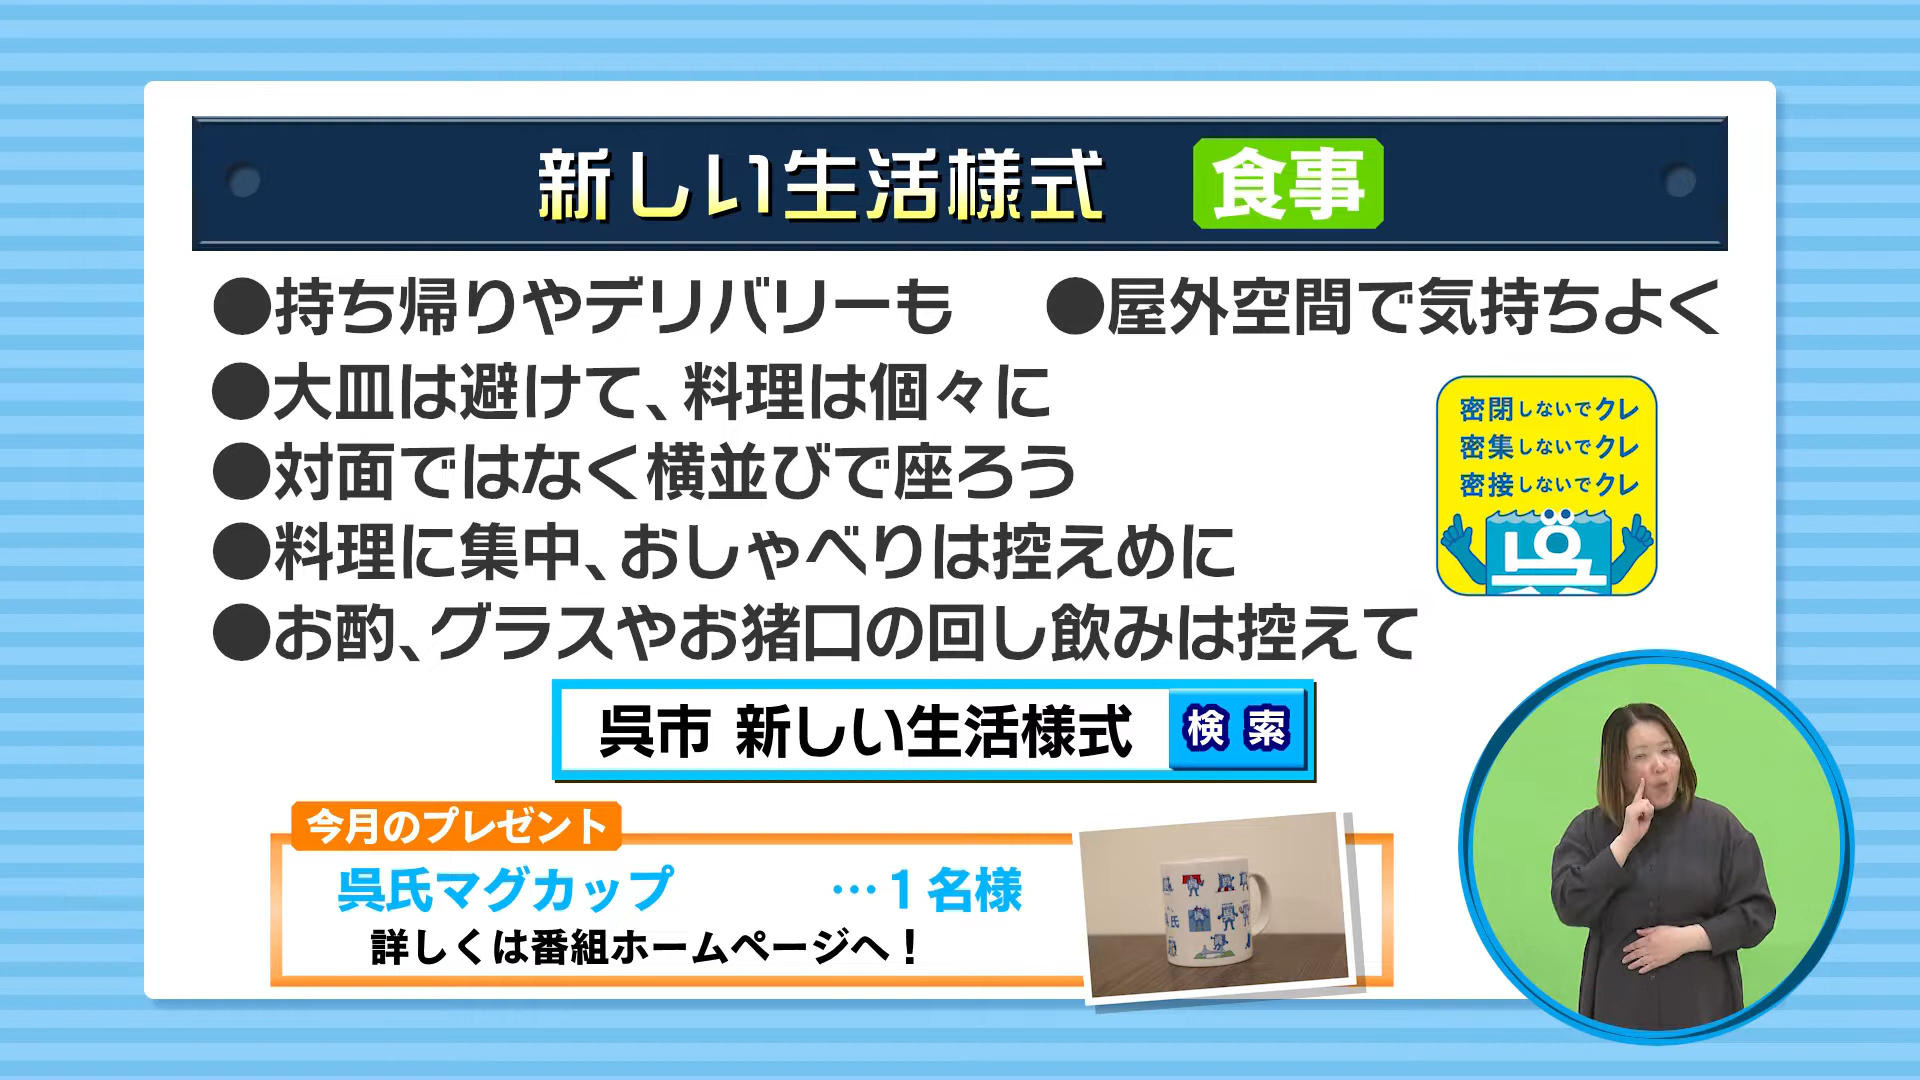 新しい生活様式 食事
●持ち帰りやデリバリーも ●屋外空間で気持ちよく
●大皿は避けて、料理は個々に
●対面ではなく横並びで座ろう
●料理に集中、おしゃべりは控えめに
●お酌、グラスやお猪口の回し飲みは控えて
密閉しないでクレ
密集しないでクレ
密接しないでクレ
呉
呉市 新しい生活様式 検索
今月のプレゼント
呉氏マグカップ …1名様
詳しくは番組ホームページへ!